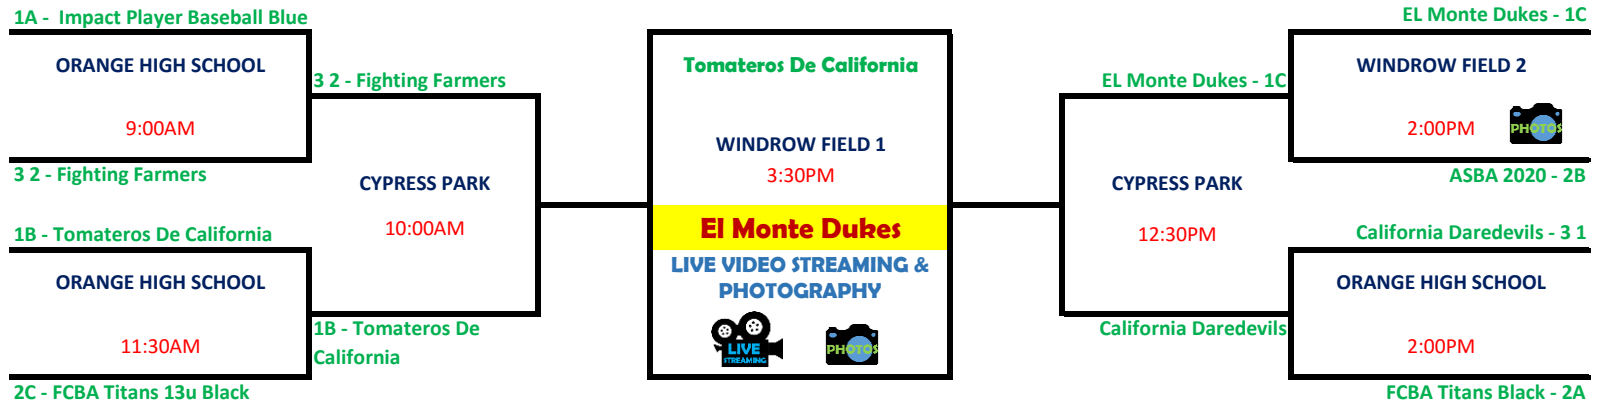 1A -  Impact Player Baseball Blue
ORANGE HIGH SCHOOL
9:00AM
3 2 - Fighting Farmers
1B - Tomateros De California
ORANGE HIGH SCHOOL
11:30AM
2C - FCBA Titans 13u Black
3 2 - Fighting Farmers
CYPRESS PARK
10:00AM
1B - Tomateros De
California
Tomateros De California
WINDROW FIELD 1
3:30PM
El Monte Dukes
LIVE VIDEO STREAMING &
PHOTOGRAPHY
LIVE
STREAMING
PHOTOS
EL Monte Dukes - 1C
CYPRESS PARK
12:30PM
California Daredevils
EL Monte Dukes - 1C
WINDROW FIELD 2
2:00PM
PHOTOS
ASBA 2020 - 2B
California Daredevils - 3 1
ORANGE HIGH SCHOOL
2:00PM
FCBA Titans Black - 2A